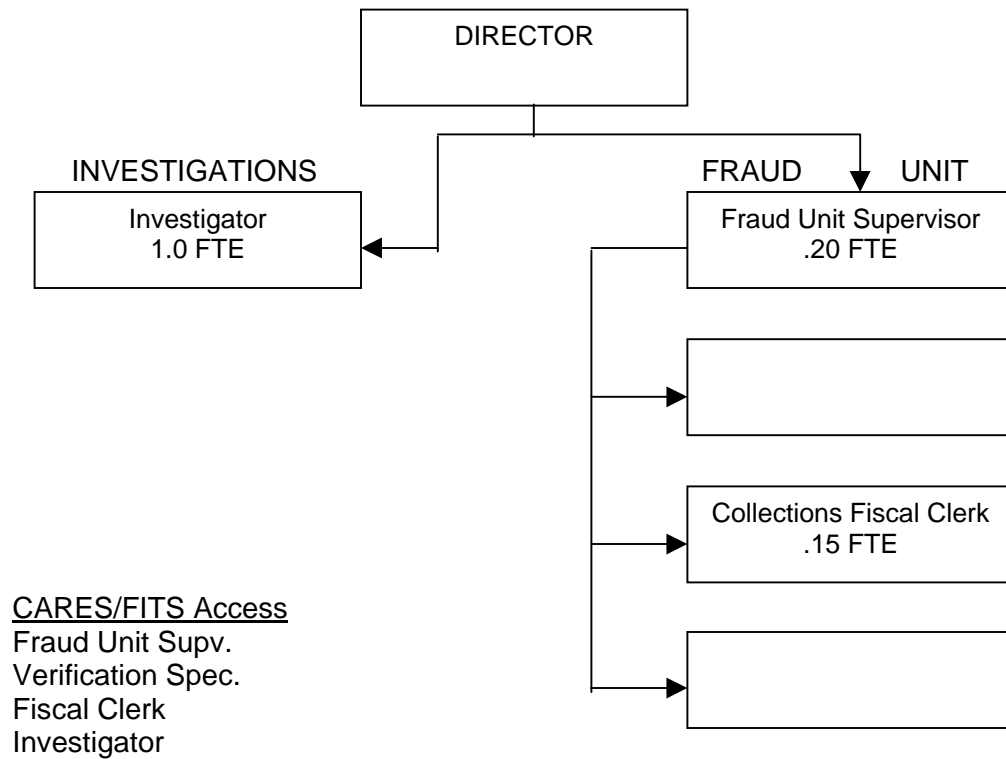 DIRECTOR
INVESTIGATIONS
FRAUD UNIT
Investigator
1.0 FTE
Fraud Unit Supervisor
.20 FTE
Collections Fiscal Clerk
.15 FTE
CARES/FITS Access
Fraud Unit Supv.
Verification Spec.
Fiscal Clerk
Investigator